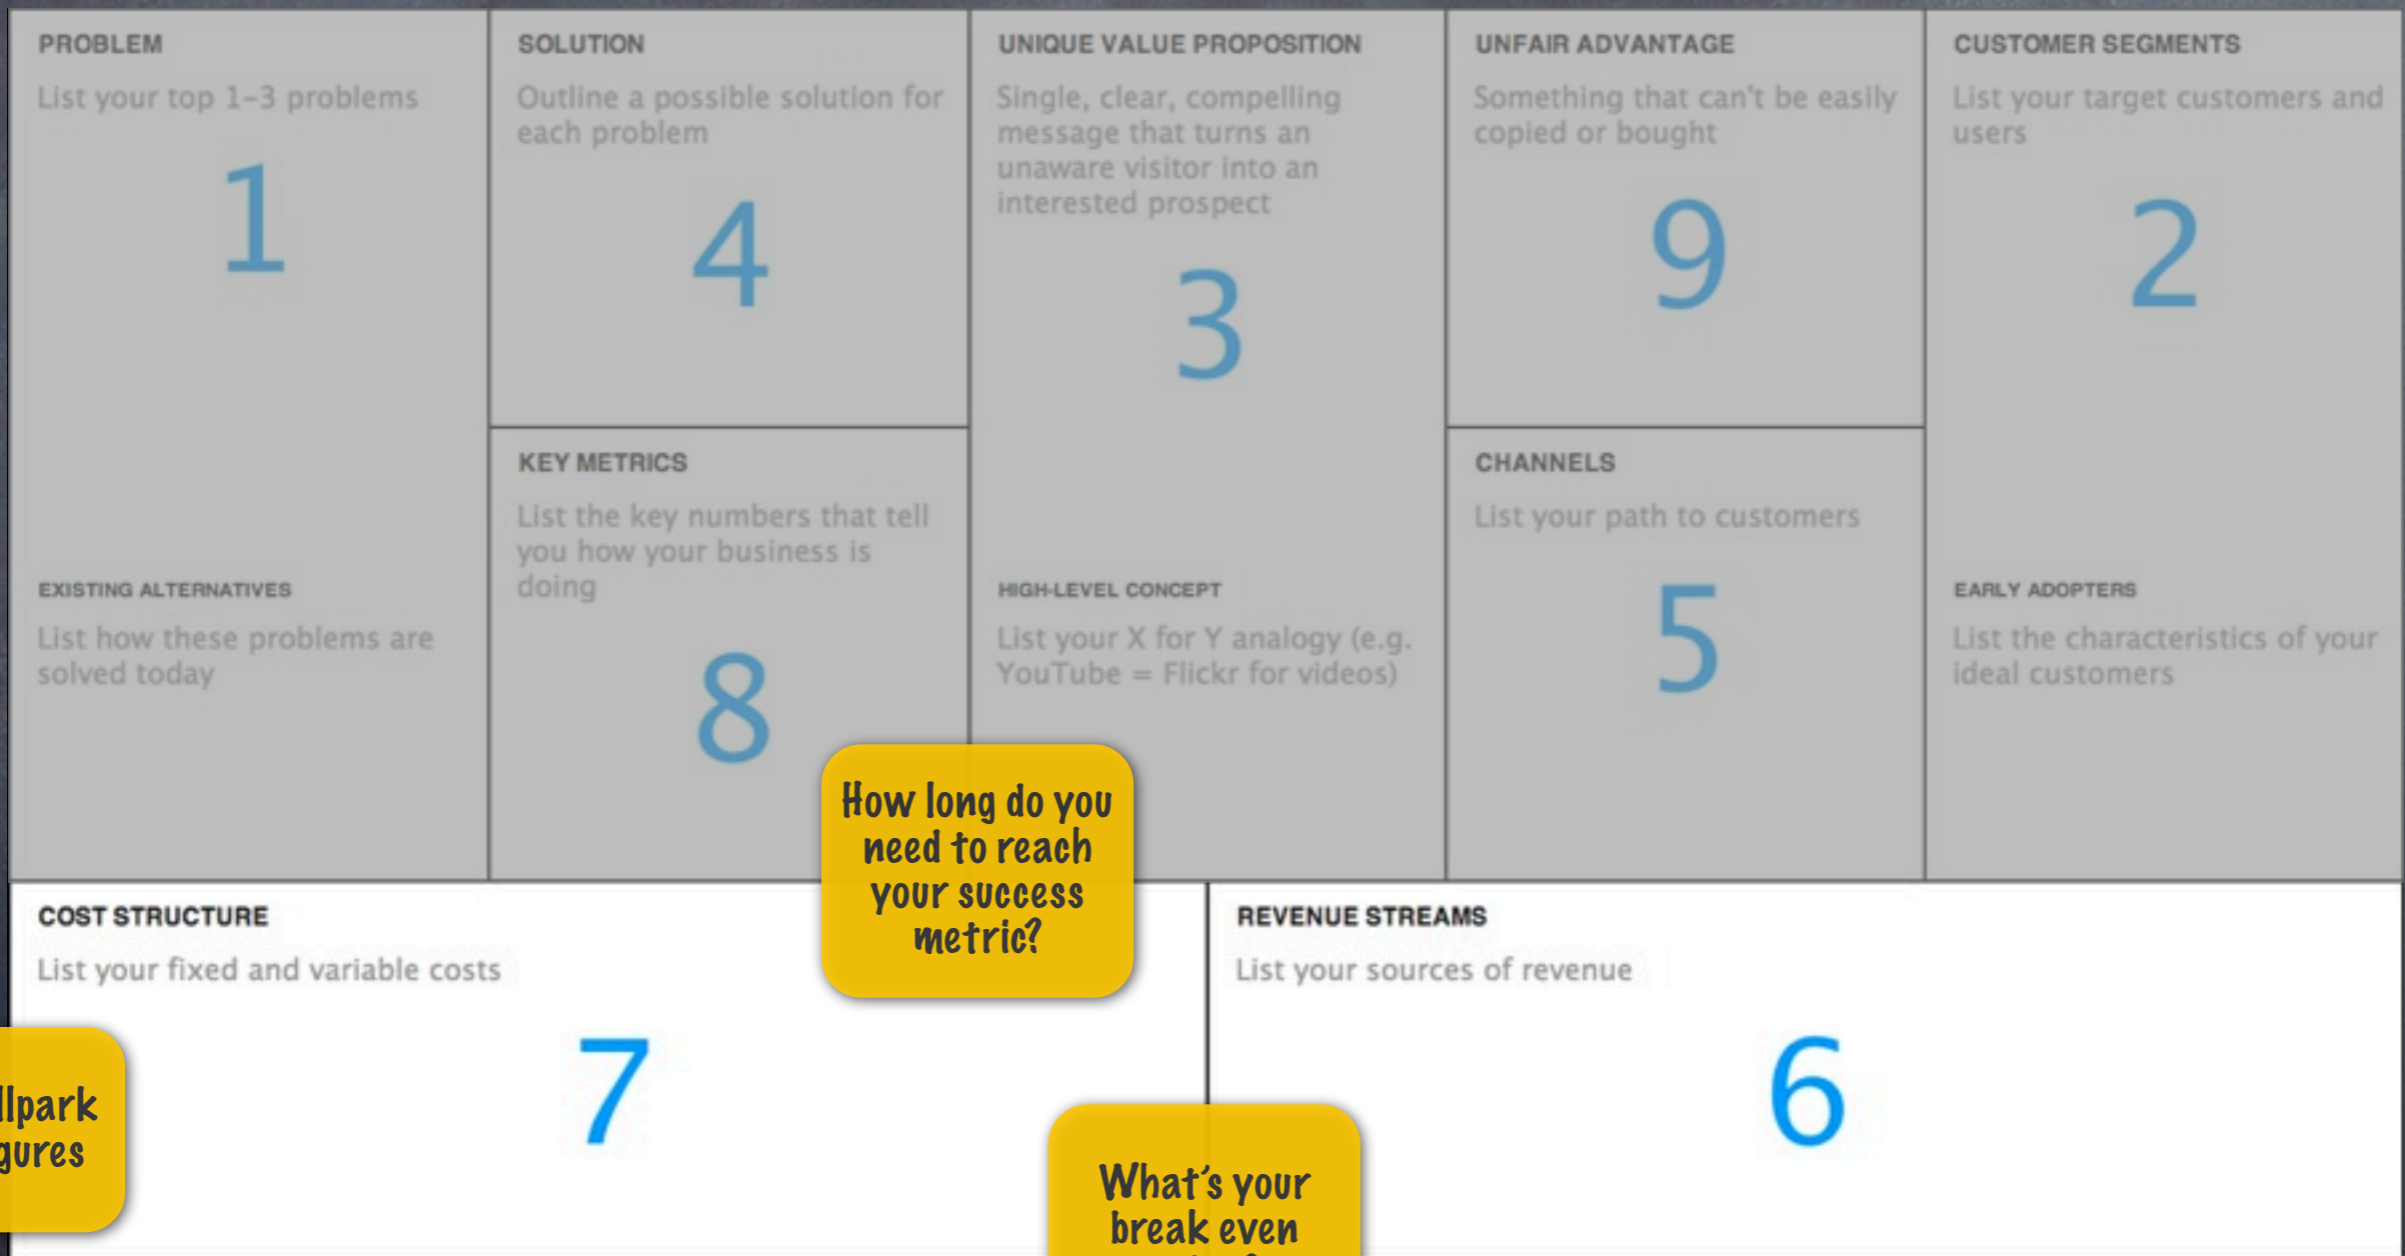 PROBLEM
List your top 1-3 problems
1
EXISTING ALTERNATIVES
List how these problems are
solved today
SOLUTION
Outline a possible solution for
each problem
4
KEY METRICS
List the key numbers that tell
you how your business is
doing
8
UNIQUE VALUE PROPOSITION
Single, clear, compelling
message that turns an
unaware visitor into an
interested prospect
3
HIGH-LEVEL CONCEPT
List your X for Y analogy (e.g.
YouTube = Flickr for videos)
UNFAIR ADVANTAGE
Something that can't be easily
copied or bought
9
CHANNELS
List your path to customers
5
CUSTOMER SEGMENTS
List your target customers and
users
2
EARLY ADOPTERS
List the characteristics of your
ideal customers
How long do you
need to reach
your success
metric?
COST STRUCTURE
List your fixed and variable costs
7
REVENUE STREAMS
List your sources of revenue
6
What's your
break even